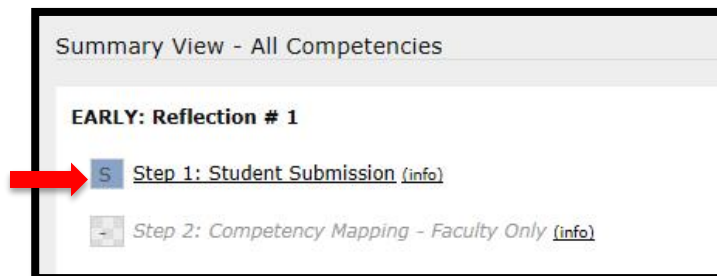 Summary View - All Competencies
EARLY: Reflection # 1
S Step 1: Student Submission (info)
- Step 2: Competency Mapping - Faculty Only (info)